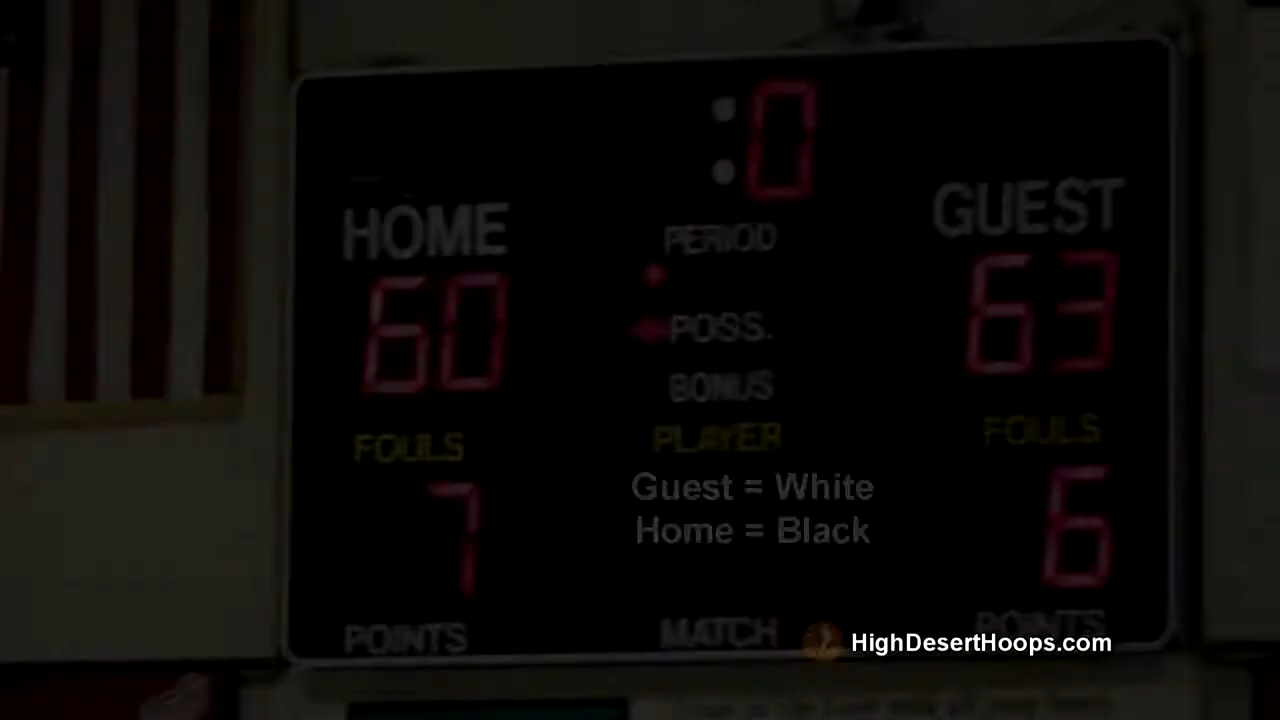 :0
HOME
GUEST
PERIOD
60
63
POSS.
BONUS
FOULS
PLAYER
FOULS
Guest = White
Home = Black
7
6
POINTS
MATCH
POINTS
HighDesertHoops.com